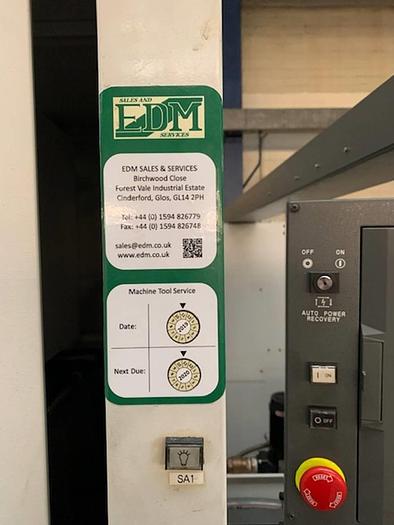 SALES AND
EDM
SERVICES
EDM SALES & SERVICES
Birchwood Close
Forest Vale Industrial Estate
Cinderford, Glos, GL14 2PH
Tel: +44 (0) 1594 826779
Fax: +44 (0) 1594 826748
sales@edm.co.uk
www.edm.co.uk
Machine Tool Service
Date:
2019
Next Due:
2020
SA1
OFF ON
AUTO POWER
RECOVERY
ON
OFF